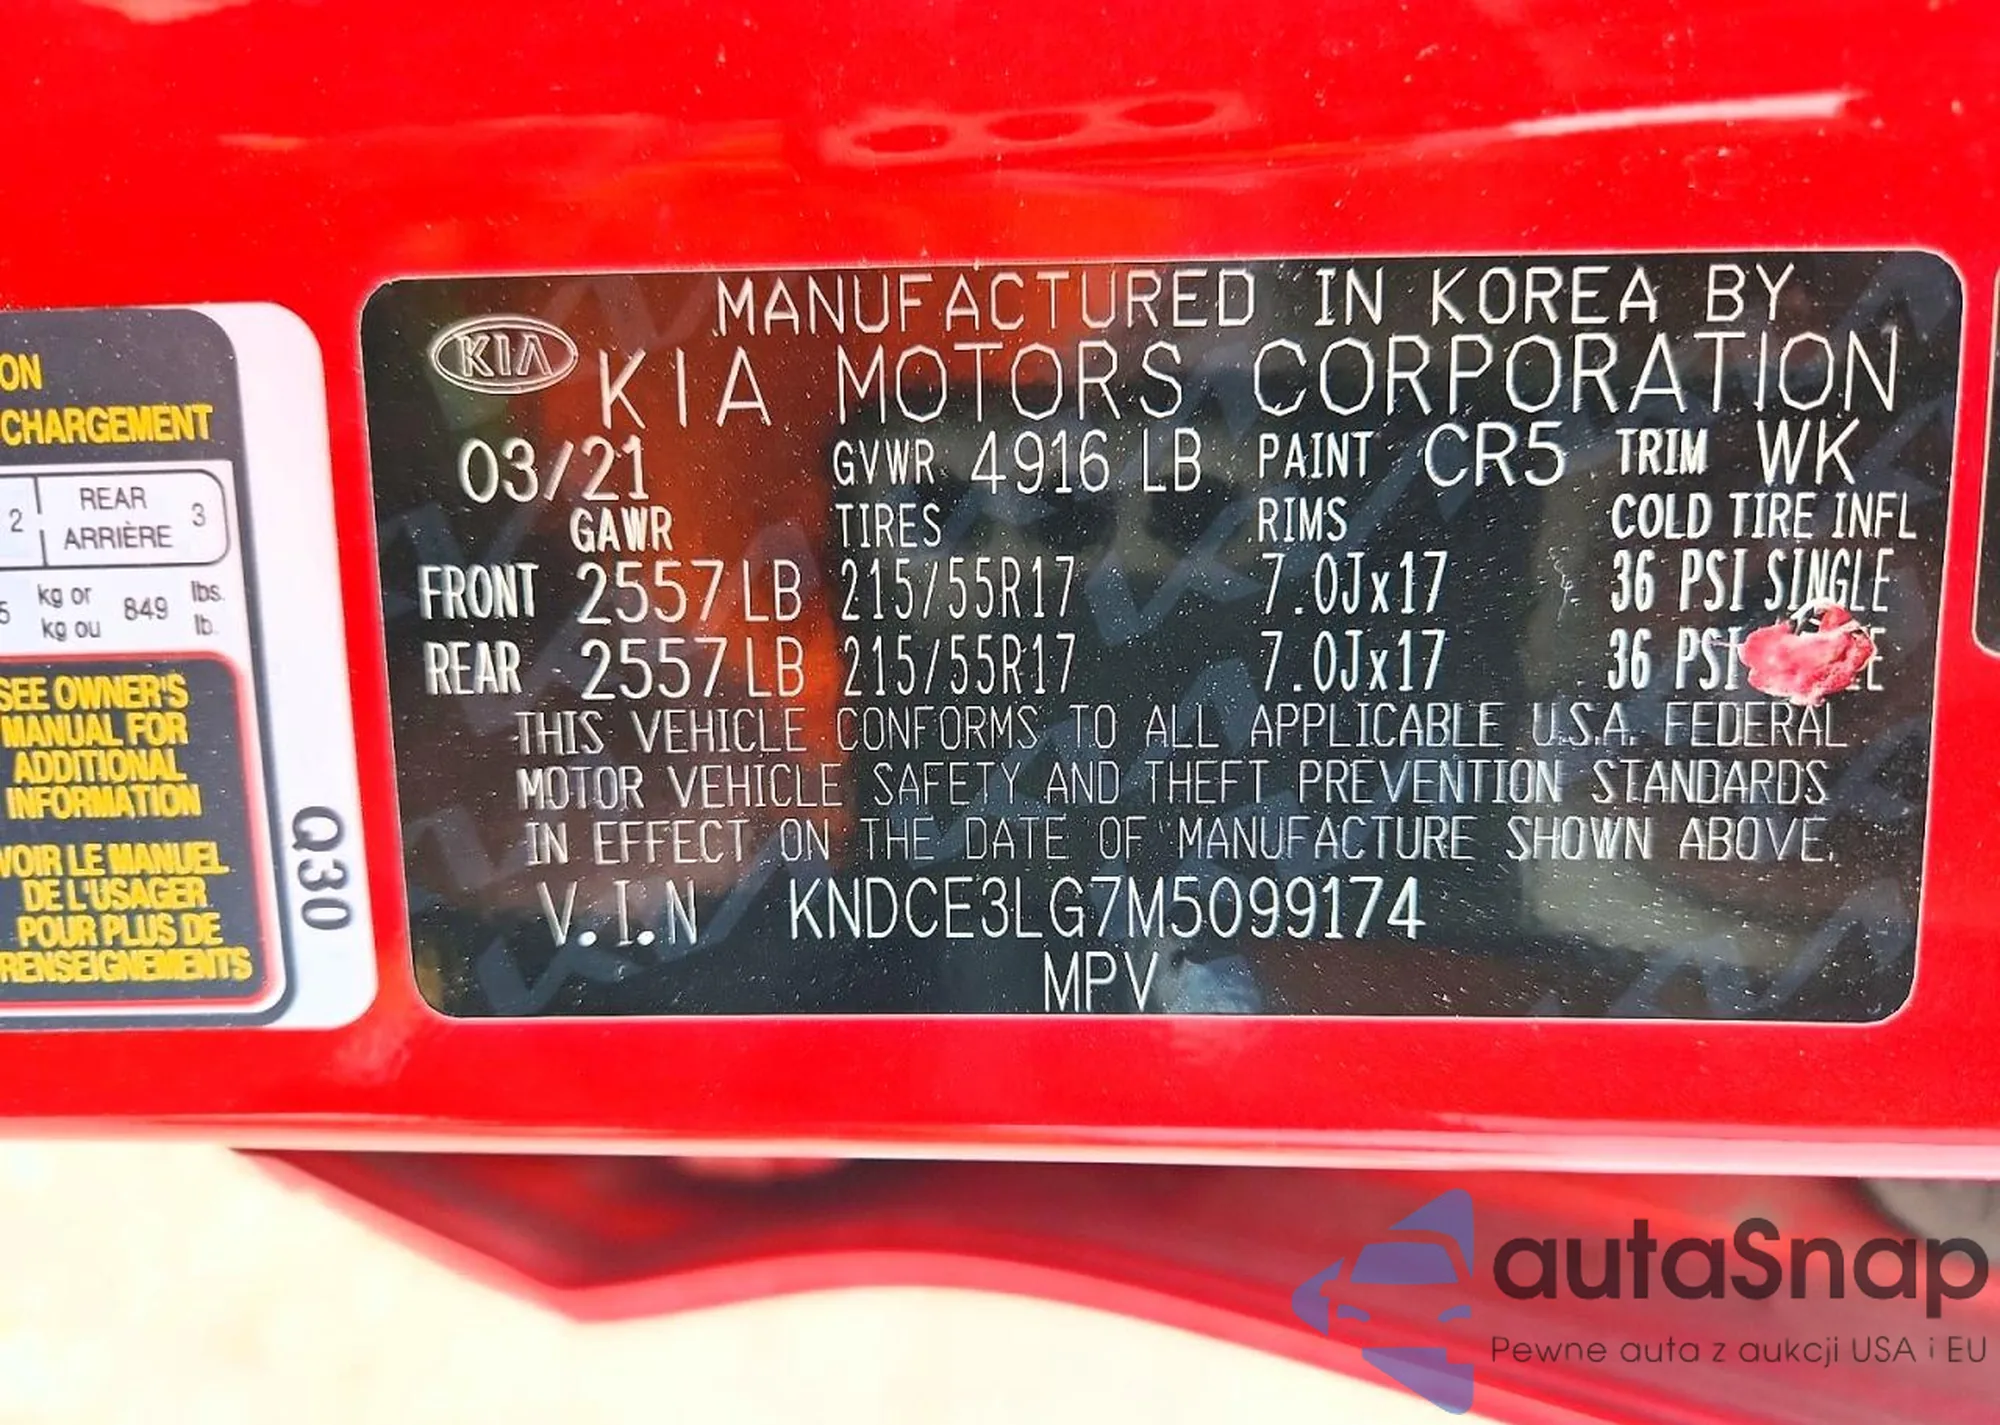 ON
CHARGEMENT
2 REAR ARRIÈRE 3
5 kg or kg ou 849 lbs. lb.
SEE OWNER'S
MANUAL FOR
ADDITIONAL
INFORMATION
VOIR LE MANUEL
DE L'USAGER
POUR PLUS DE
RENSEIGNEMENTS
Q30
MANUFACTURED IN KOREA BY
KIA KIA MOTORS CORPORATION
03/21 GVWR 4916 LB PAINT CR5 TRIM WK
GAWR TIRES RIMS COLD TIRE INFL
FRONT 2557 LB 215/55R17 7.0Jx17 36 PSI SINGLE
REAR 2557 LB 215/55R17 7.0Jx17 36 PSI
THIS VEHICLE CONFORMS TO ALL APPLICABLE U.S.A. FEDERAL
MOTOR VEHICLE SAFETY AND THEFT PREVENTION STANDARDS
IN EFFECT ON THE DATE OF MANUFACTURE SHOWN ABOVE.
V.I.N KNDCE3LG7M5099174
MPV
autaSnap
Pewne auta z aukcji USA i EU